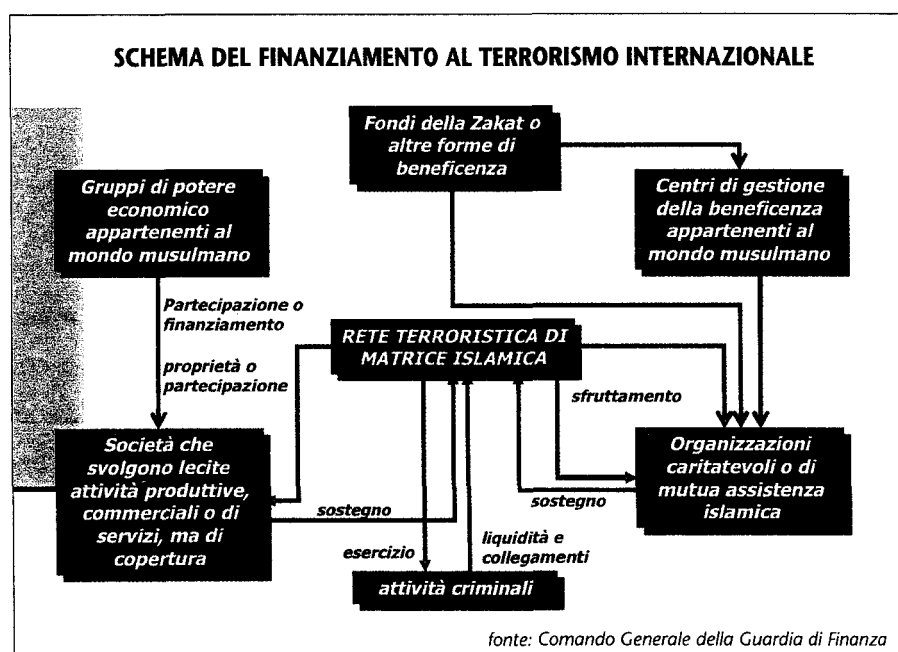 SCHEMA DEL FINANZIAMENTO AL TERRORISMO INTERNAZIONALE
Fondi della Zakat o
altre forme di
beneficenza
Gruppi di potere
economico
appartenenti al
mondo musulmano
Centri di gestione
della beneficenza
appartenenti al
mondo musulmano
Partecipazione o
finanziamento
proprietà o
partecipazione
RETE TERRORISTICA DI
MATRICE ISLAMICA
sfruttamento
Società che
svolgono lecite
attività produttive,
commerciali o di
servizi, ma di
copertura
Organizzazioni
caritatevoli o di
mutua assistenza
islamica
sostegno
sostegno
esercizio
liquidità e
collegamenti
attività criminali
fonte: Comando Generale della Guardia di Finanza